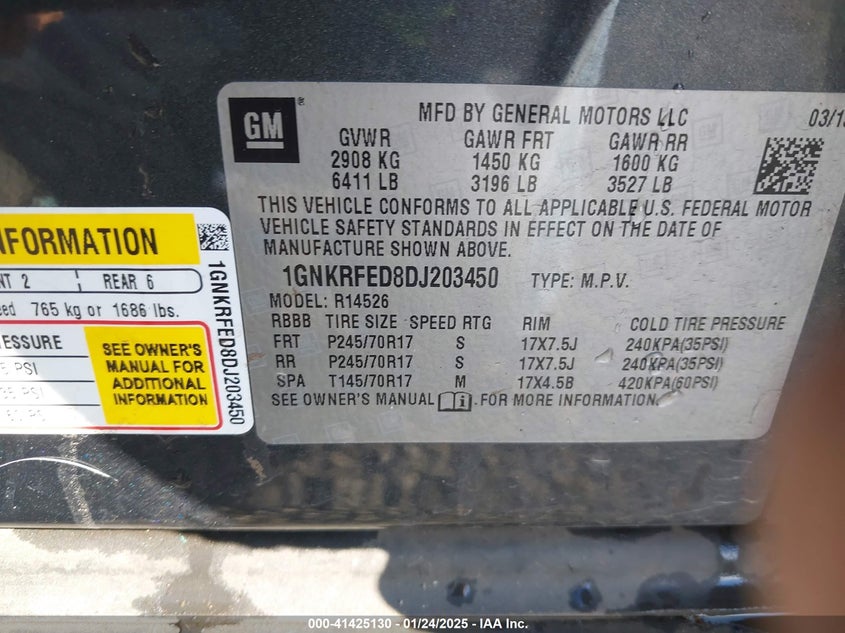 GM
MFD BY GENERAL MOTORS LLC
GVWR GAWR FRT GAWR RR
2908 KG 1450 KG 1600 KG
6411 LB 3196 LB 3527 LB
THIS VEHICLE CONFORMS TO ALL APPLICABLE U.S. FEDERAL MOTOR
VEHICLE SAFETY STANDARDS IN EFFECT ON THE DATE OF
MANUFACTURE SHOWN ABOVE.
1GNKRFED8DJ203450 TYPE: M.P.V.
MODEL: R14526
RBBB TIRE SIZE SPEED RTG RIM COLD TIRE PRESSURE
FRT P245/70R17 S 17X7.5J 240KPA(35PSI)
RR P245/70R17 S 17X7.5J 240KPA(35PSI)
SPA T145/70R17 M 17X4.5B 420KPA(60PSI)
SEE OWNER'S MANUAL FOR MORE INFORMATION.
REAR 6
765 kg or 1686 lbs.
PSI
SEE OWNER'S
MANUAL FOR
ADDITIONAL
INFORMATION
1GNKRFED8DJ203450
000-41425130 - 01/24/2025 - IAA Inc.